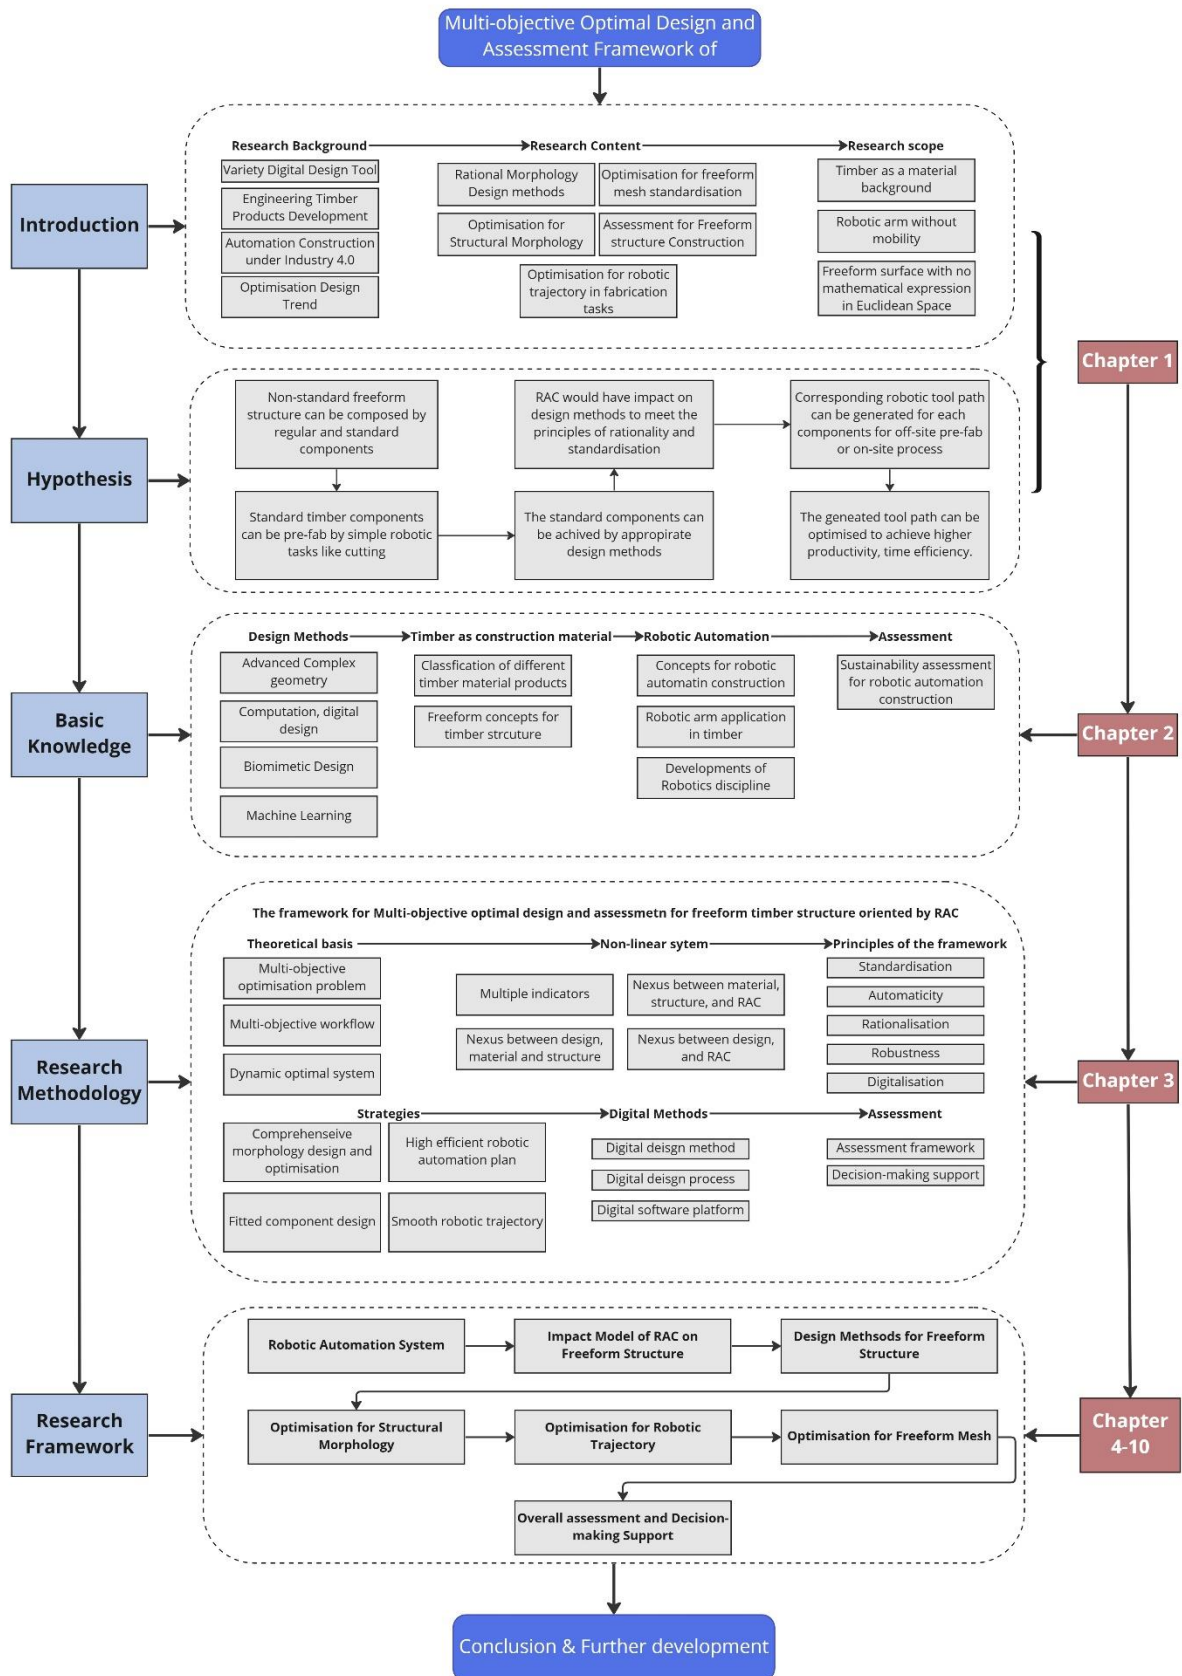 Multi-objective Optimal Design and
Assessment Framework of
Introduction
Research Background
Research Content
Research scope
Variety Digital Design Tool
Engineering Timber
Products Development
Automation Construction
under Industry 4.0
Optimisation Design
Trend
Rational Morphology
Design methods
Optimisation for freeform
mesh standardisation
Optimisation for
Structural Morphology
Assessment for Freeform
structure Construction
Optimisation for robotic
trajectory in fabrication
tasks
Timber as a material
background
Robotic arm without
mobility
Freeform surface with no
mathematical expression
in Euclidean Space
Chapter 1
Hypothesis
Non-standard freeform
structure can be composed by
regular and standard
components
RAC would have impact on
design methods to meet the
principles of rationality and
standardisation
Corresponding robotic tool path
can be generated for each
components for off-site pre-fab
or on-site process
Standard timber components
can be pre-fab by simple robotic
tasks like cutting
The standard components can
be achived by appropirate
design methods
The geneated tool path can be
optimised to achieve higher
productivity, time efficiency.
Basic
Knowledge
Design Methods
Timber as construction material
Robotic Automation
Assessment
Advanced Complex
geometry
Computation, digital
design
Biomimetic Design
Machine Learning
Classfication of different
timber material products
Freeform concepts for
timber strcuture
Concepts for robotic
automatin construction
Robotic arm application
in timber
Developments of
Robotics discipline
Sustainability assessment
for robotic automation
construction
Chapter 2
Research
Methodology
The framework for Multi-objective optimal design and assessmetn for freeform timber structure oriented by RAC
Theoretical basis
Non-linear sytem
Principles of the framework
Multi-objective
optimisation problem
Multi-objective workflow
Dynamic optimal system
Multiple indicators
Nexus between material,
structure, and RAC
Nexus between design,
material and structure
Nexus between design,
and RAC
Standardisation
Automaticity
Rationalisation
Robustness
Digitalisation
Strategies
Digital Methods
Assessment
Comprehenseive
morphology design and
optimisation
High efficient robotic
automation plan
Fitted component design
Smooth robotic trajectory
Digital deisgn method
Digital deisgn process
Digital software platform
Assessment framework
Decision-making support
Chapter 3
Research
Framework
Robotic Automation System
Impact Model of RAC on
Freeform Structure
Design Methsods for Freeform
Structure
Optimisation for Structural
Morphology
Optimisation for Robotic
Trajectory
Optimisation for Freeform Mesh
Overall assessment and Decision-
making Support
Chapter
4-10
Conclusion & Further development